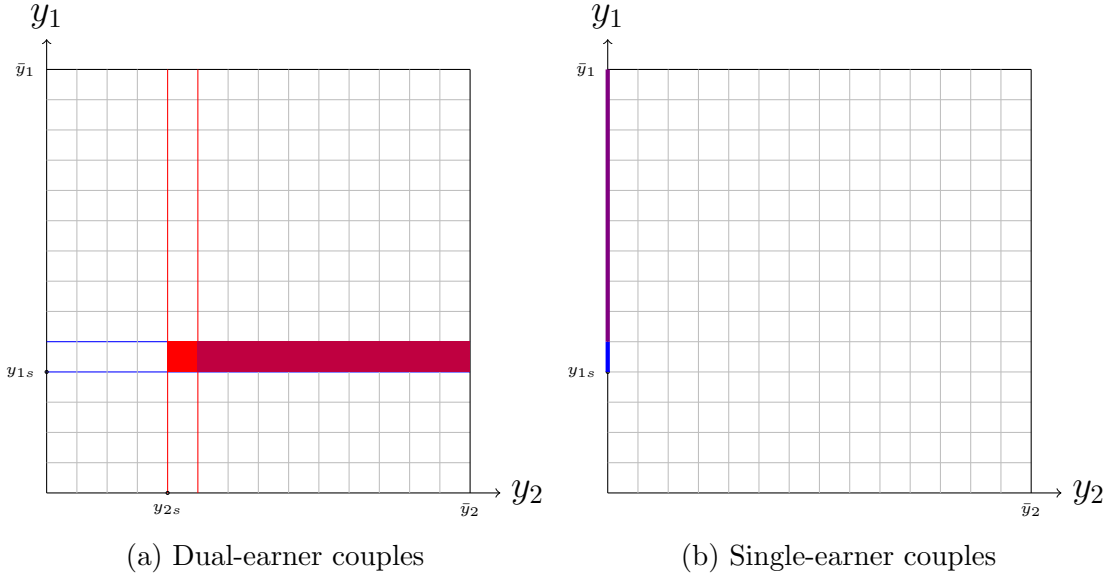 y1
ȳ1
y1s
y2s
ȳ2
y2
(a) Dual-earner couples
y1
ȳ1
y1s
ȳ2
y2
(b) Single-earner couples